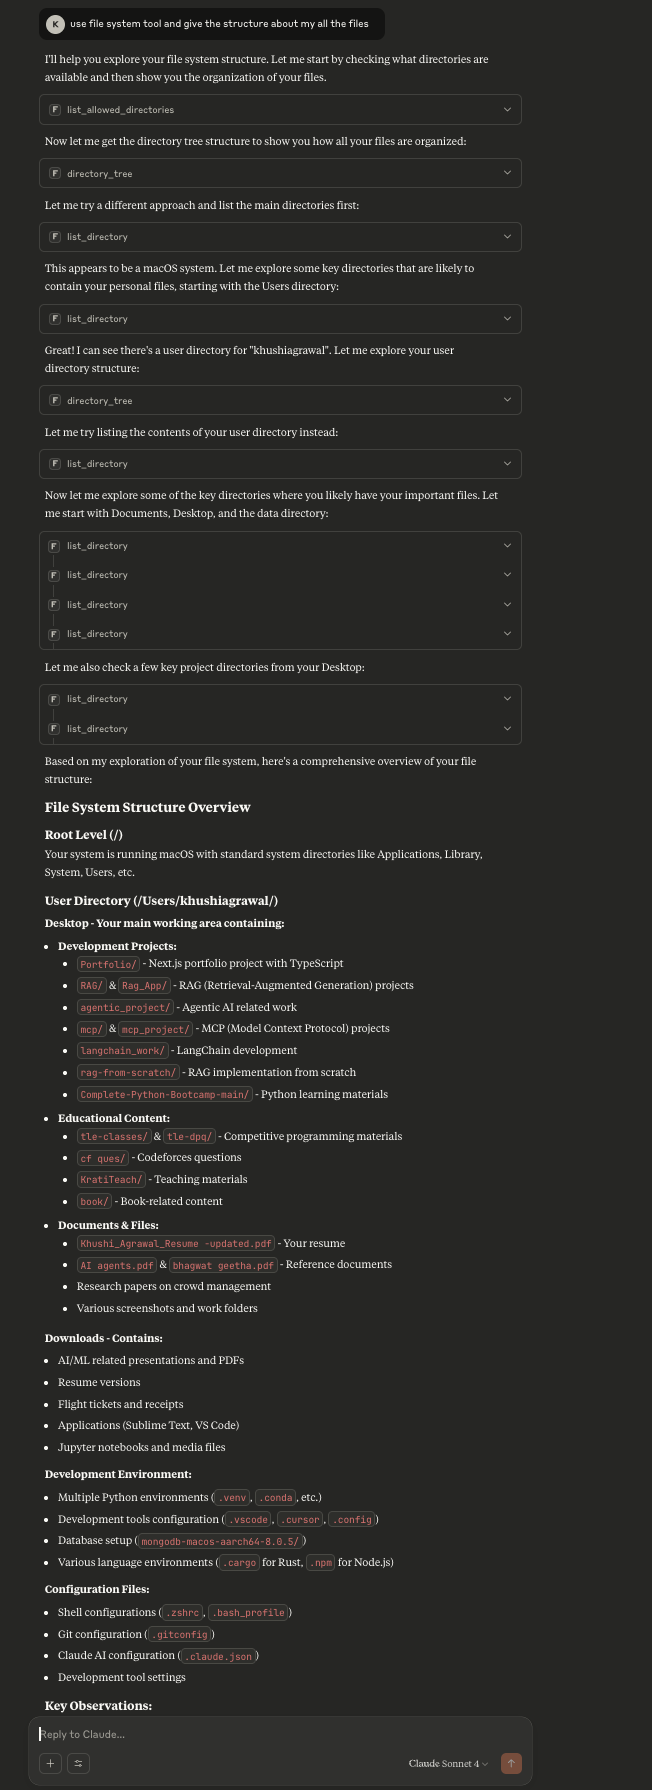 K use file system tool and give the structure about my all the files
I'll help you explore your file system structure. Let me start by checking what directories are
available and then show you the organization of your files.
F list_allowed_directories
Now let me get the directory tree structure to show you how all your files are organized:
F directory_tree
Let me try a different approach and list the main directories first:
F list_directory
This appears to be a macOS system. Let me explore some key directories that are likely to
contain your personal files, starting with the Users directory:
F list_directory
Great! I can see there's a user directory for "khushiagrawal". Let me explore your user
directory structure:
F directory_tree
Let me try listing the contents of your user directory instead:
F list_directory
Now let me explore some of the key directories where you likely have your important files. Let
me start with Documents, Desktop, and the data directory:
F list_directory
F list_directory
F list_directory
F list_directory
Let me also check a few key project directories from your Desktop:
F list_directory
F list_directory
Based on my exploration of your file system, here's a comprehensive overview of your file
structure:
File System Structure Overview
Root Level (/)
Your system is running macOS with standard system directories like Applications, Library,
System, Users, etc.
User Directory (/Users/khushiagrawal/)
Desktop - Your main working area containing:
• Development Projects:
• Portfolio/ - Next.js portfolio project with TypeScript
• RAG/ & Rag_App/ - RAG (Retrieval-Augmented Generation) projects
• agentic_project/ - Agentic AI related work
• mcp/ & mcp_project/ - MCP (Model Context Protocol) projects
• langchain_work/ - LangChain development
• rag-from-scratch/ - RAG implementation from scratch
• Complete-Python-Bootcamp-main/ - Python learning materials
• Educational Content:
• tle-classes/ & tle-dpq/ - Competitive programming materials
• cf ques/ - Codeforces questions
• KratiTeach/ - Teaching materials
• book/ - Book-related content
• Documents & Files:
• Khushi_Agrawal_Resume -updated.pdf - Your resume
• AI agents.pdf & bhagwat geetha.pdf - Reference documents
• Research papers on crowd management
• Various screenshots and work folders
Downloads - Contains:
• AI/ML related presentations and PDFs
• Resume versions
• Flight tickets and receipts
• Applications (Sublime Text, VS Code)
• Jupyter notebooks and media files
Development Environment:
• Multiple Python environments (.venv, .conda, etc.)
• Development tools configuration (.vscode, .cursor, .config)
• Database setup (mongodb-macos-aarch64-8.0.5/)
• Various language environments (.cargo for Rust, .npm for Node.js)
Configuration Files:
• Shell configurations (.zshrc, .bash_profile)
• Git configuration (.gitconfig)
• Claude AI configuration (.claude.json)
• Development tool settings
Key Observations:
Reply to Claude...
Claude Sonnet 4